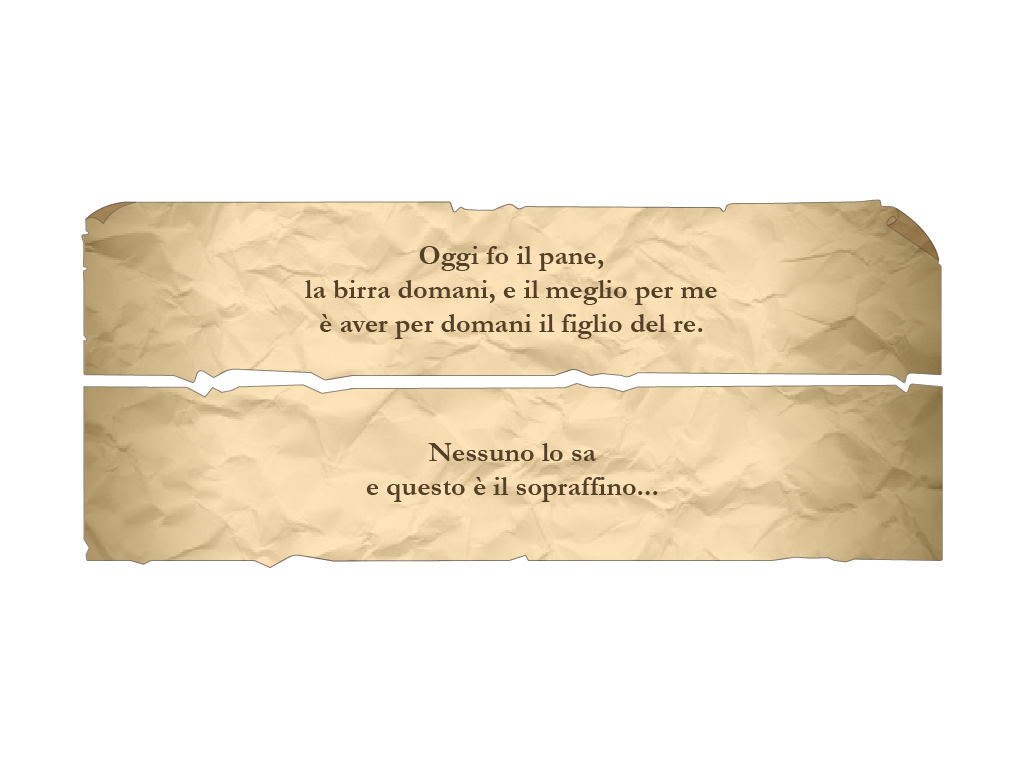 Oggi fo il pane,
la birra domani, e il meglio per me
è aver per domani il figlio del re.
Nessuno lo sa
e questo è il sopraffino...